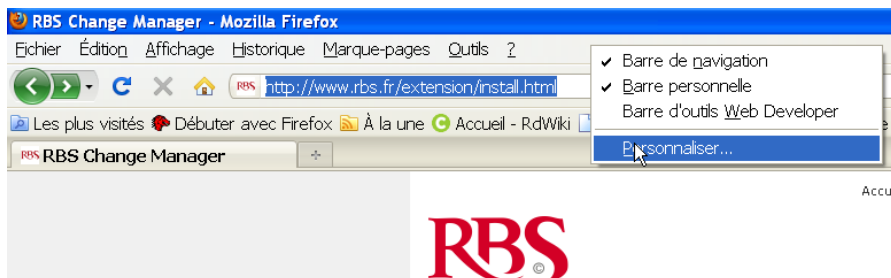 RBS Change Manager - Mozilla Firefox
Fichier Édition Affichage Historique Marque-pages Outils ?
Barre de navigation
Barre personnelle
Barre d'outils Web Developer
Personnaliser...
RBS http://www.rbs.fr/extension/install.html
Les plus visités Débuter avec Firefox À la une Accueil - RdWiki
RBS RBS Change Manager
Accu
RBS
©